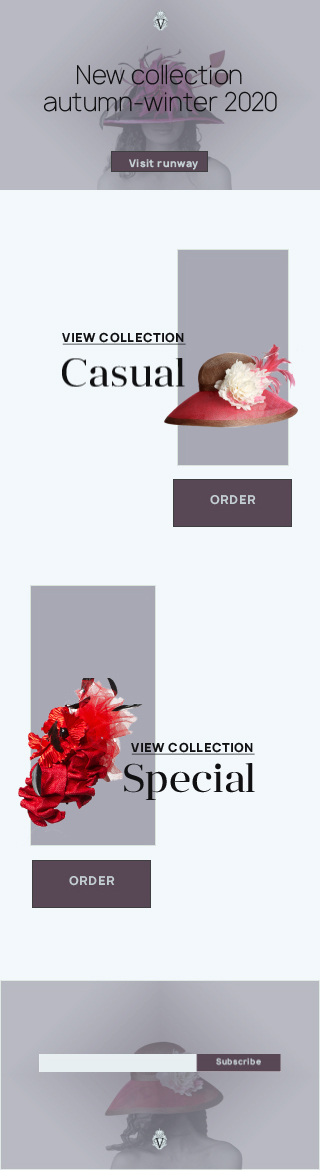 V
New collection
autumn-winter 2020
Visit runway
VIEW COLLECTION
Casual
ORDER
VIEW COLLECTION
Special
ORDER
Subscribe
V